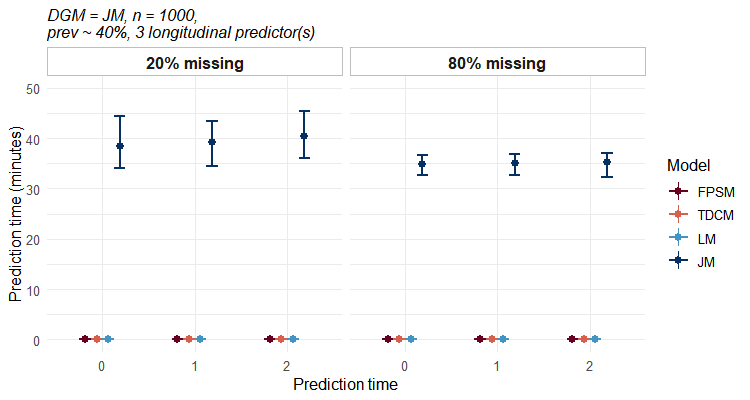 DGM = JM, n = 1000,
prev ~ 40%, 3 longitudinal predictor(s)
20% missing
80% missing
50
40
30
20
10
0
Prediction time (minutes)
0
1
2
0
1
2
Prediction time
Model
FPSM
TDCM
LM
JM